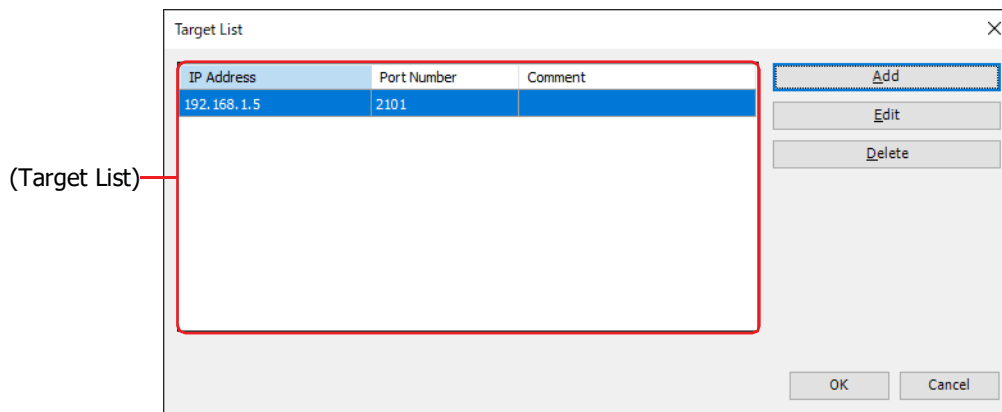 Target List
IP Address Port Number Comment
192.168.1.5 2101
Add
Edit
Delete
(Target List)
OK Cancel